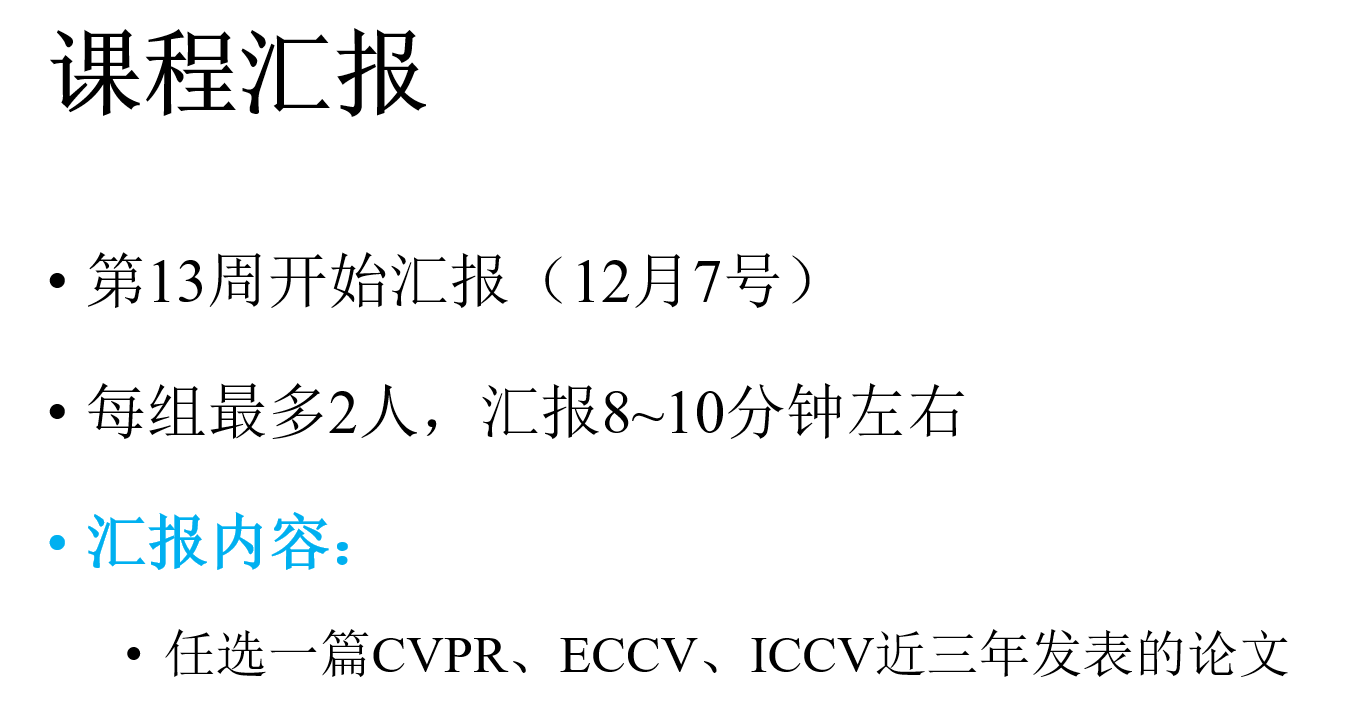 课程汇报
• 第13周开始汇报（12月7号）
• 每组最多2人，汇报8~10分钟左右
• 汇报内容：
• 任选一篇CVPR、ECCV、ICCV近三年发表的论文